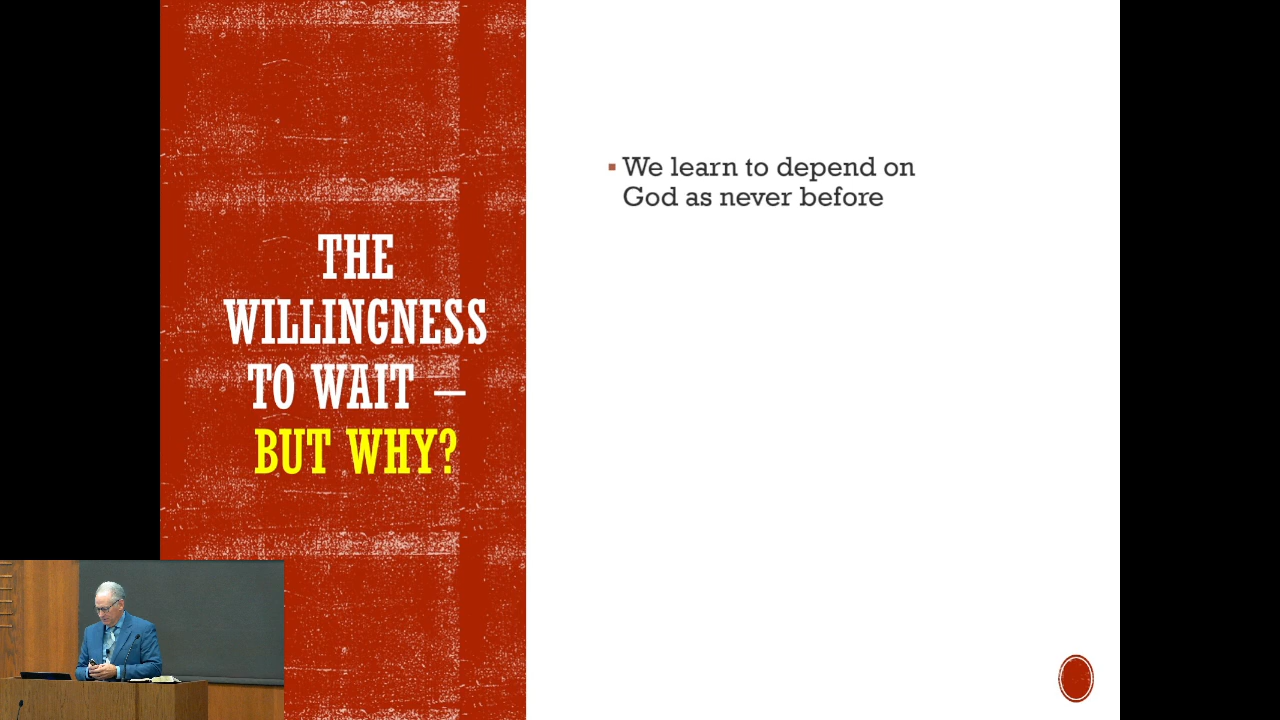 THE
WILLINGNESS
TO WAIT –
BUT WHY?
▪ We learn to depend on
God as never before